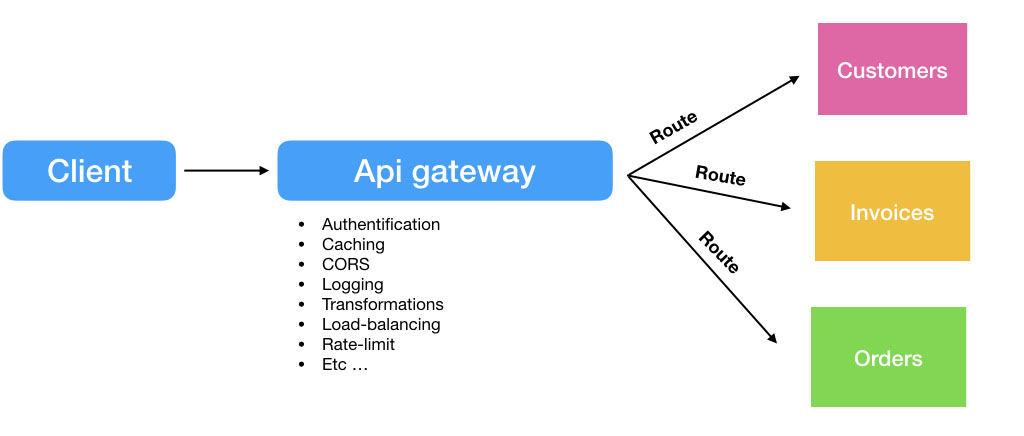 Client
Api gateway
• Authentification
• Caching
• CORS
• Logging
• Transformations
• Load-balancing
• Rate-limit
• Etc …
Route
Route
Route
Customers
Invoices
Orders